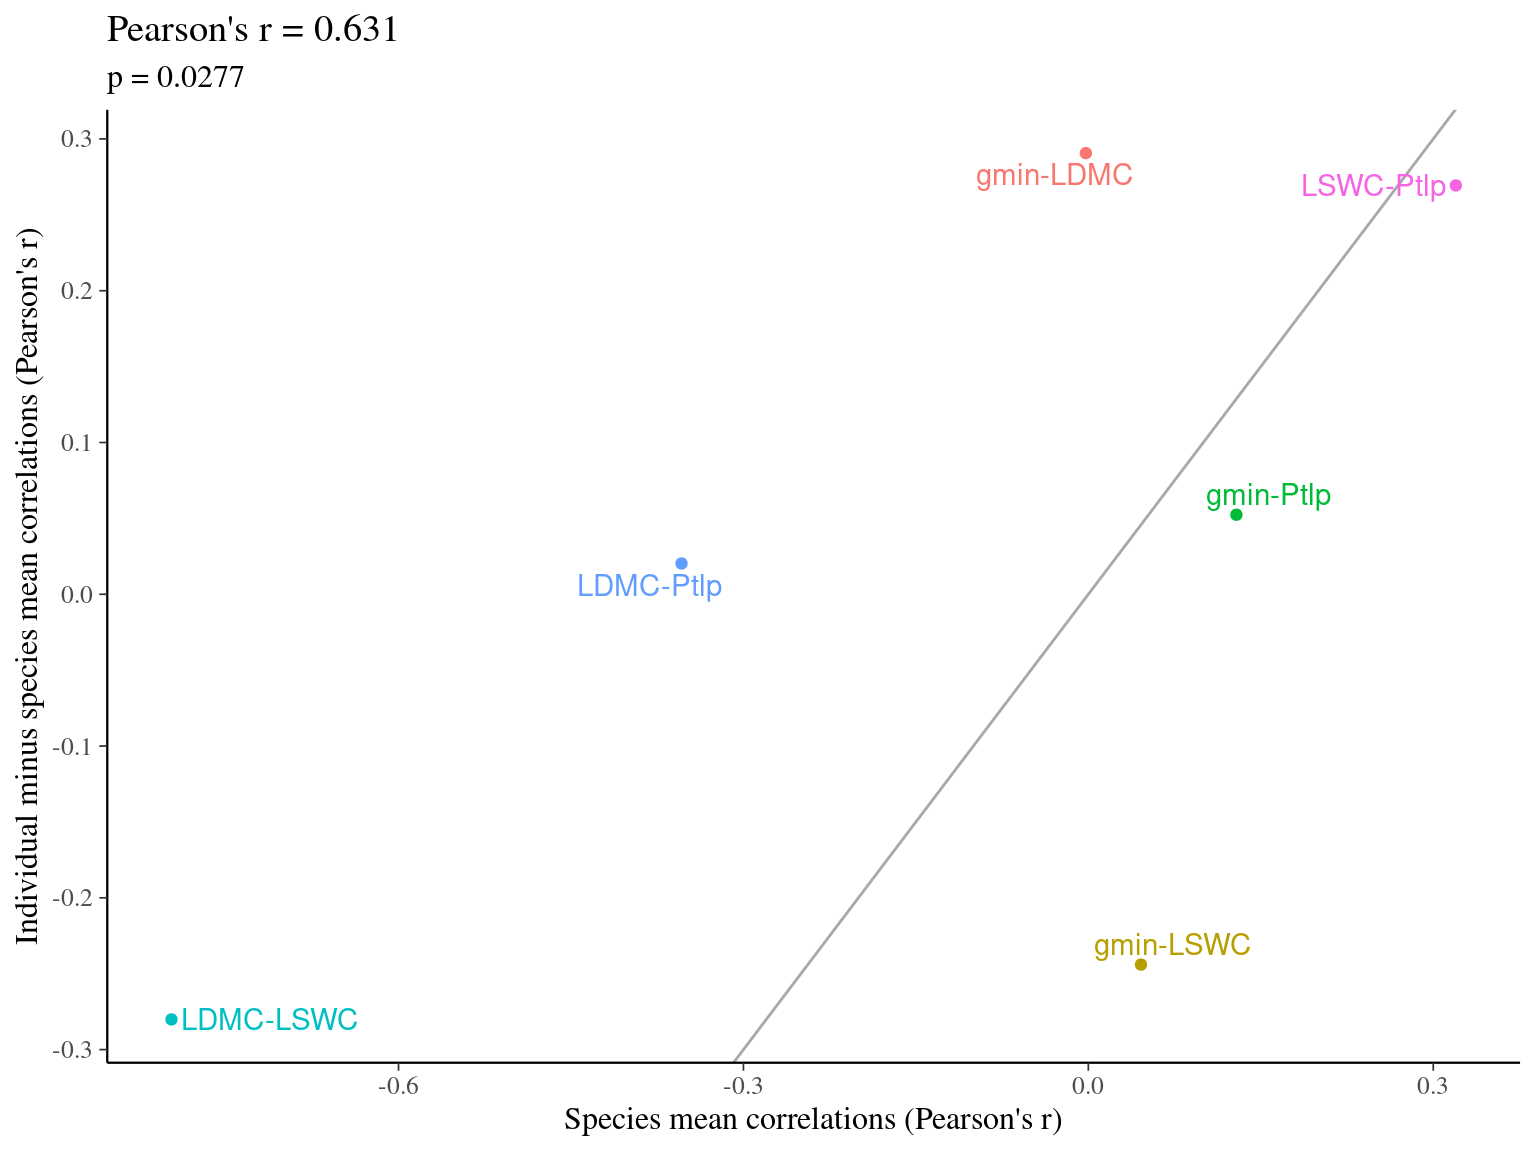 Pearson's r = 0.631
p = 0.0277
Individual minus species mean correlations (Pearson's r)
0.3
0.2
0.1
0.0
-0.1
-0.2
-0.3
gmin-LDMC
LSWC-Ptlp
gmin-Ptlp
LDMC-Ptlp
gmin-LSWC
LDMC-LSWC
-0.6
-0.3
0.0
0.3
Species mean correlations (Pearson's r)